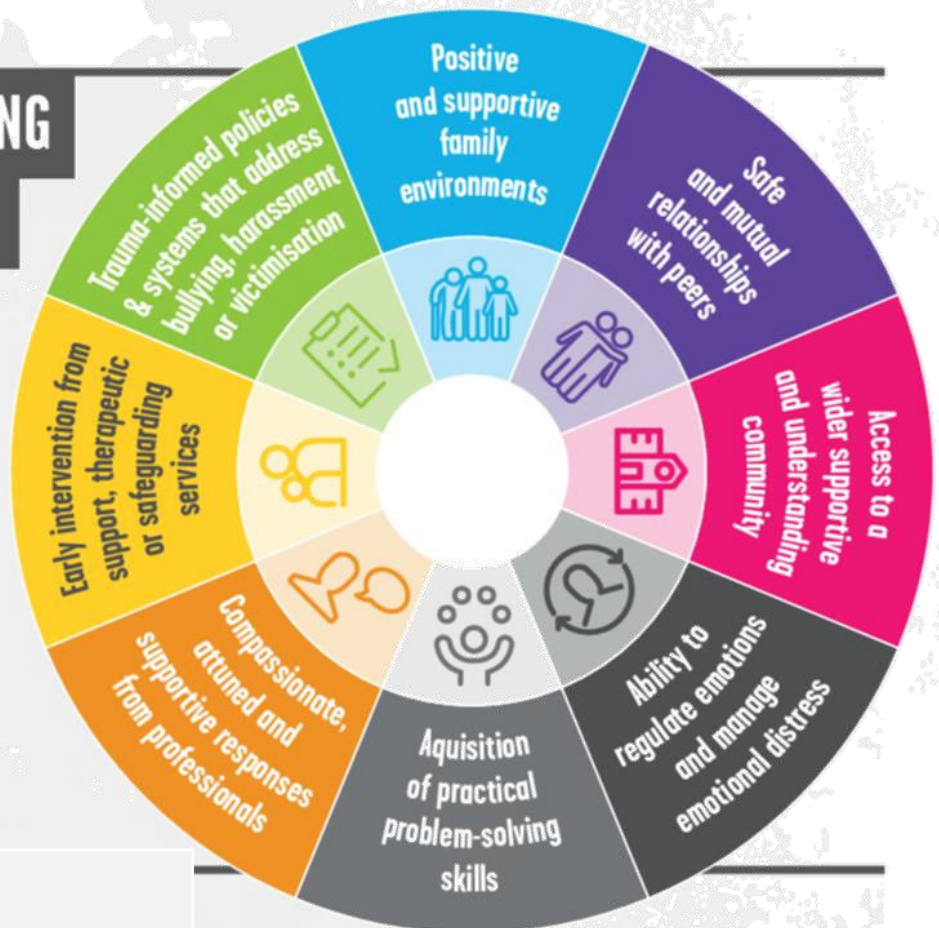 NG
Positive
and supportive
family
environments
Safe
and mutual
relationships
with peers
Access to a
wider supportive
and understanding
community
Ability to
regulate emotions
and manage
emotional distress
Aquisition
of practical
problem-solving
skills
Compassionate,
attuned and
supportive responses
from professionals
Early intervention from
support, therapeutic
or safeguarding
services
Trauma-informed policies
& systems that address
bullying, harassment
or victimisation